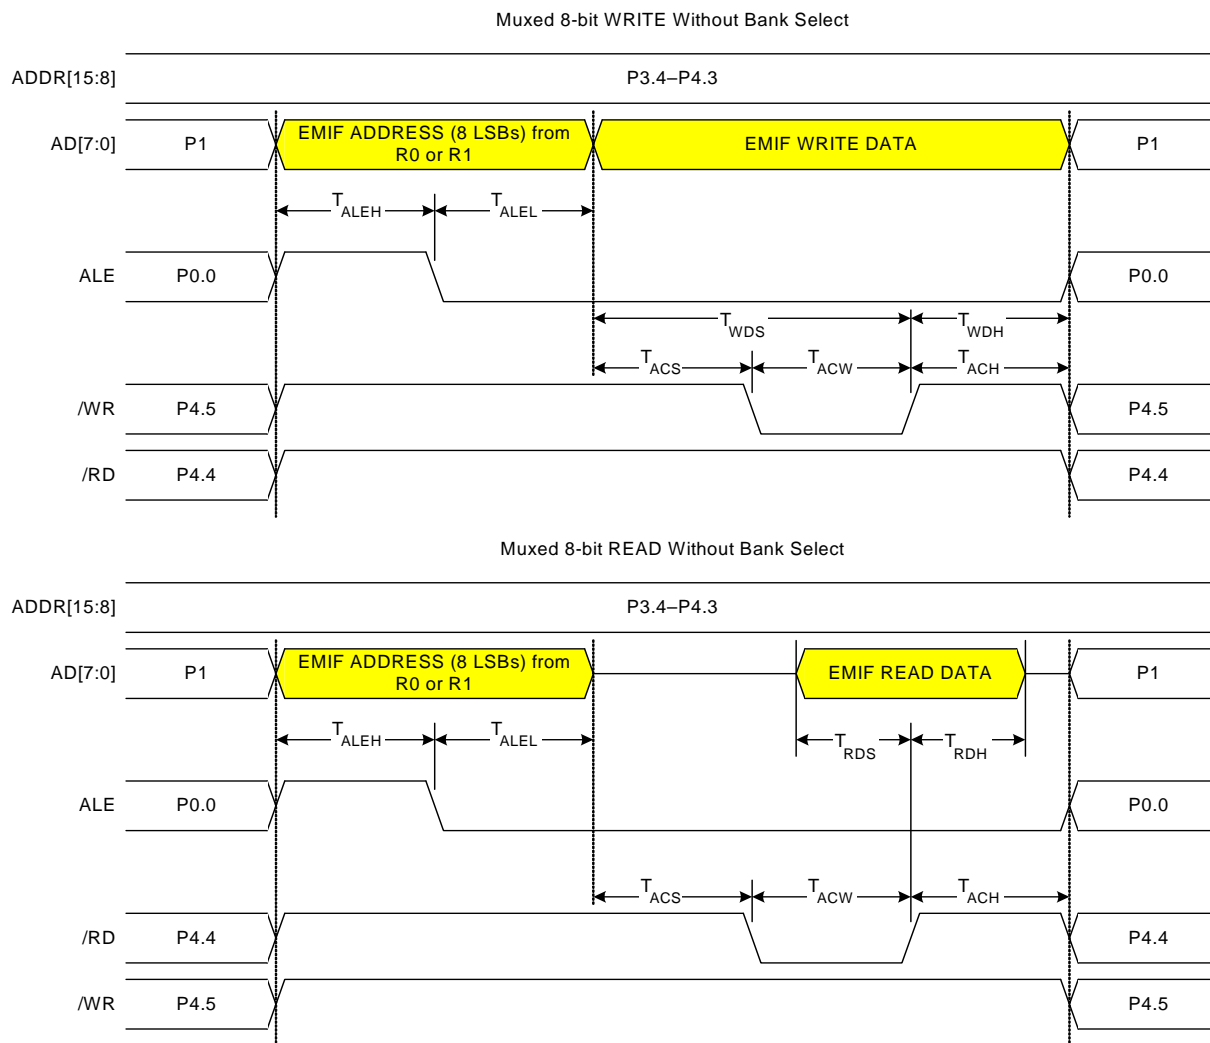 Muxed 8-bit WRITE Without Bank Select
ADDR[15:8] P3.4–P4.3
AD[7:0] P1 EMIF ADDRESS (8 LSBs) from R0 or R1 EMIF WRITE DATA P1
TALEH TALEL
ALE P0.0 P0.0
TWDS TWDH
TACS TACW TACH
/WR P4.5 P4.5
/RD P4.4 P4.4
Muxed 8-bit READ Without Bank Select
ADDR[15:8] P3.4–P4.3
AD[7:0] P1 EMIF ADDRESS (8 LSBs) from R0 or R1 EMIF READ DATA P1
TALEH TALEL TRDS TRDH
ALE P0.0 P0.0
TACS TACW TACH
/RD P4.4 P4.4
/WR P4.5 P4.5